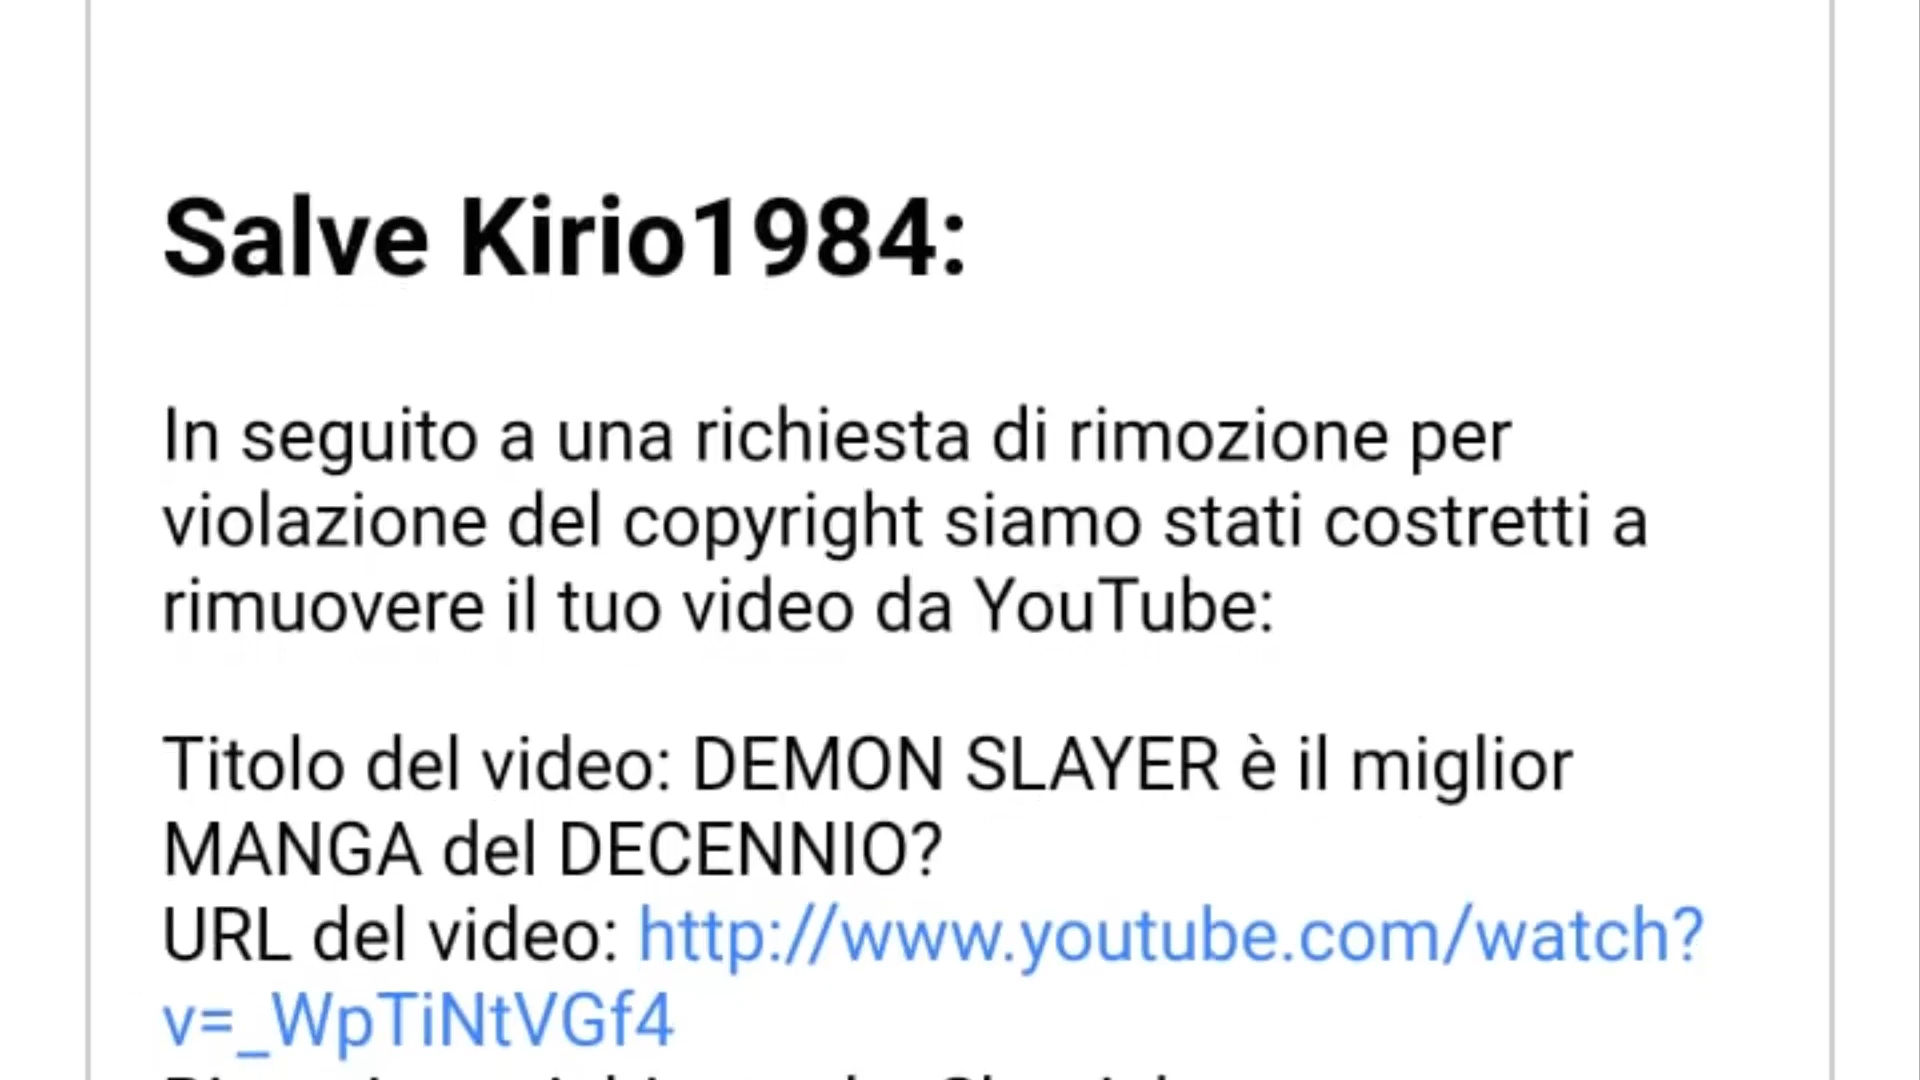 Salve Kirio1984:
In seguito a una richiesta di rimozione per
violazione del copyright siamo stati costretti a
rimuovere il tuo video da YouTube:
Titolo del video: DEMON SLAYER è il miglior
MANGA del DECENNIO?
URL del video: http://www.youtube.com/watch?
v=_WpTiNtVGf4